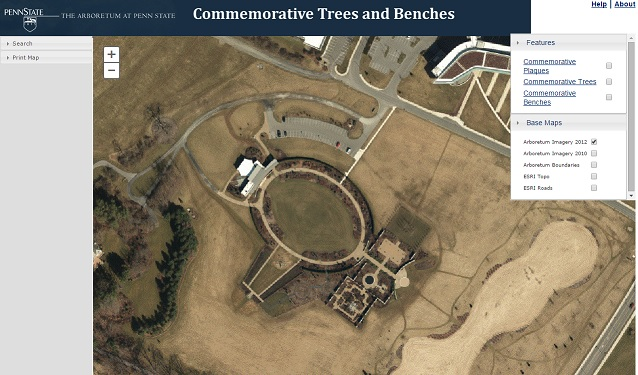 PENNSTATE
THE ARBORETUM AT PENN STATE
Commemorative Trees and Benches
Help | About
Search
Print Map
+
−
Features
Commemorative
Plaques
Commemorative Trees
Commemorative
Benches
Base Maps
Arboretum Imagery 2012
Arboretum Imagery 2010
Arboretum Boundaries
ESRI Topo
ESRI Roads